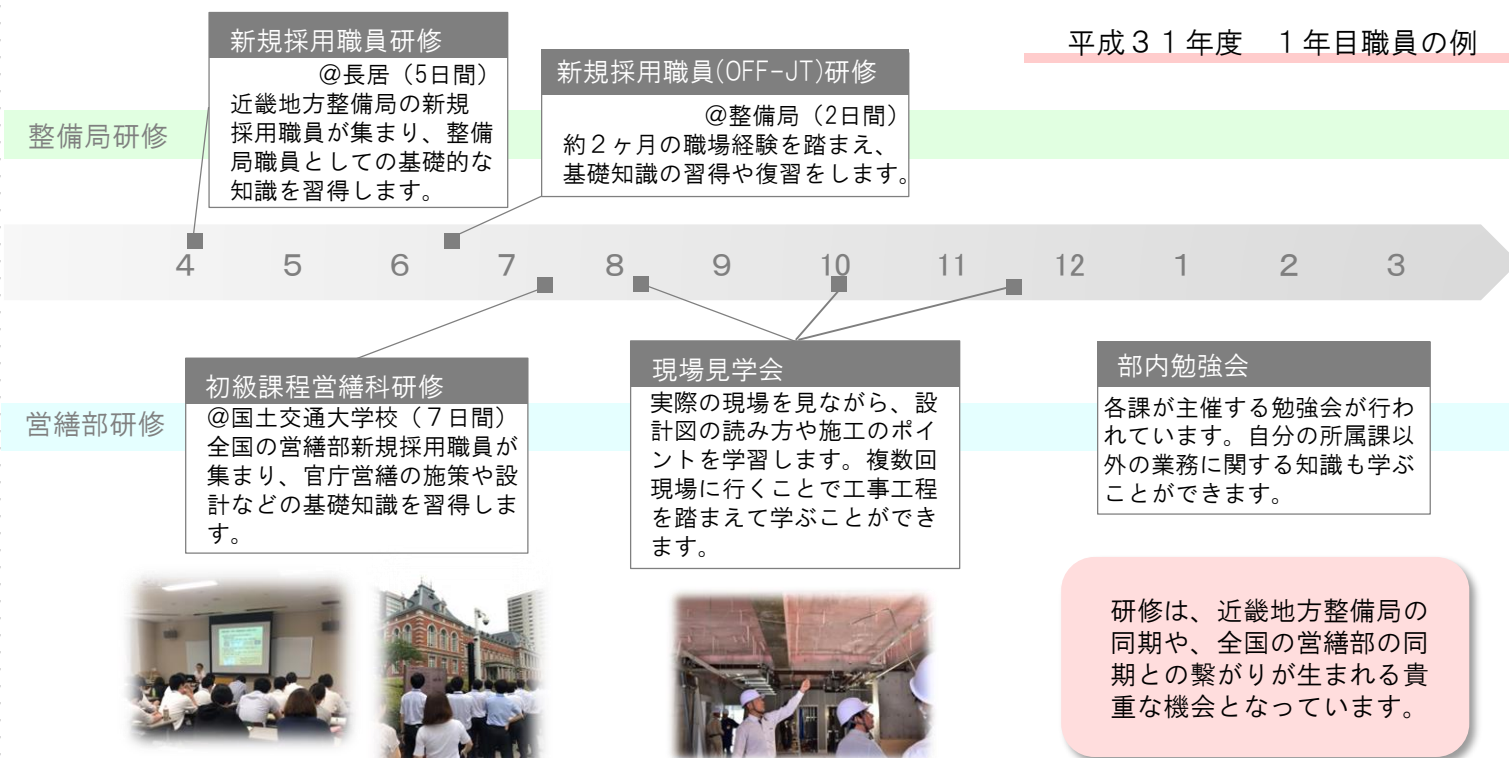 平成３１年度　１年目職員の例
新規採用職員研修
@長居（5日間）
近畿地方整備局の新規
採用職員が集まり、整備
局職員としての基礎的な
知識を習得します。
新規採用職員(OFF-JT)研修
@整備局（2日間）
約２ヶ月の職場経験を踏まえ、
基礎知識の習得や復習をします。
整備局研修
4 5 6 7 8 9 10 11 12 1 2 3
営繕部研修
初級課程営繕科研修
@国土交通大学校（７日間）
全国の営繕部新規採用職員が
集まり、官庁営繕の施策や設
計などの基礎知識を習得しま
す。
現場見学会
実際の現場を見ながら、設
計図の読み方や施工のポイ
ントを学習します。複数回
現場に行くことで工事工程
を踏まえて学ぶことができ
ます。
部内勉強会
各課が主催する勉強会が行わ
れています。自分の所属課以
外の業務に関する知識も学ぶ
ことができます。
研修は、近畿地方整備局の
同期や、全国の営繕部の同
期との繋がりが生まれる貴
重な機会となっています。